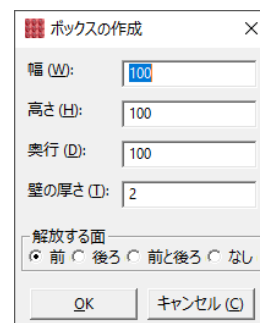 ボックスの作成
幅 (W): 100
高さ (H): 100
奥行 (D): 100
壁の厚さ (T): 2
解放する面
前 後ろ 前と後ろ なし
OK キャンセル (C)